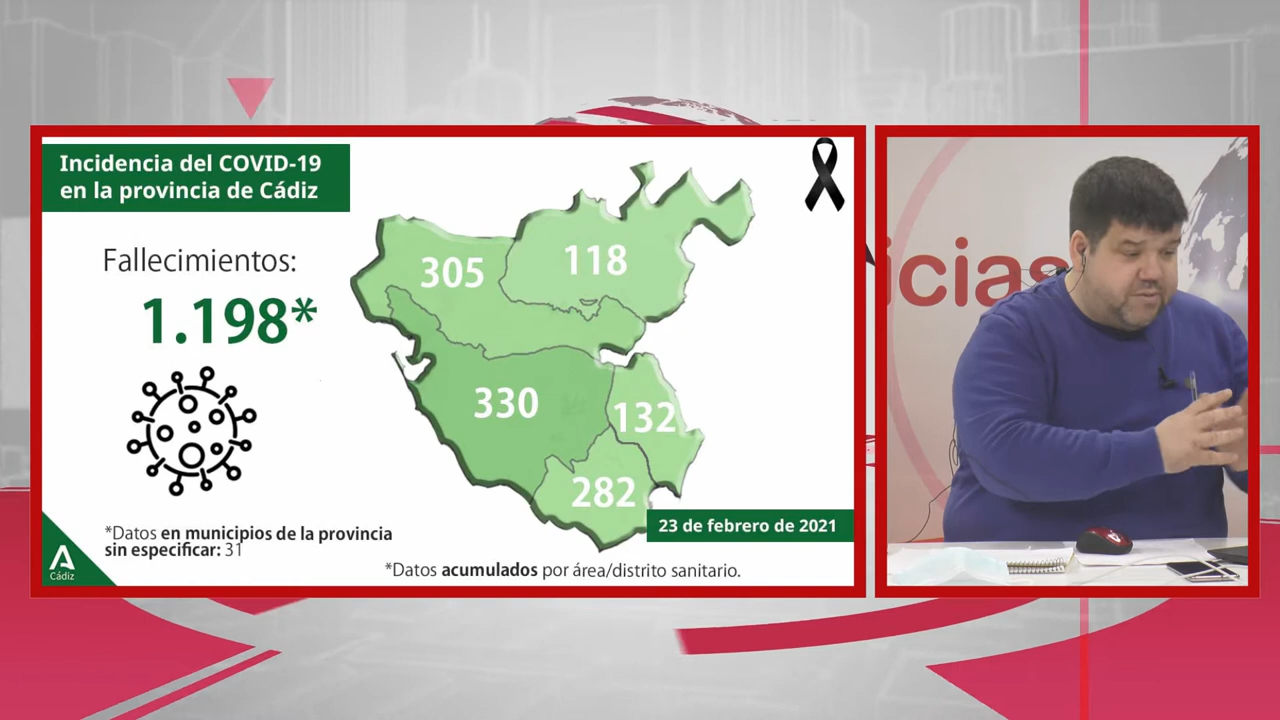 Incidencia del COVID-19
en la provincia de Cádiz
Fallecimientos:
1.198*
305
118
330
132
282
*Datos en municipios de la provincia
sin especificar: 31
23 de febrero de 2021
*Datos acumulados por área/distrito sanitario.
Cádiz
icias